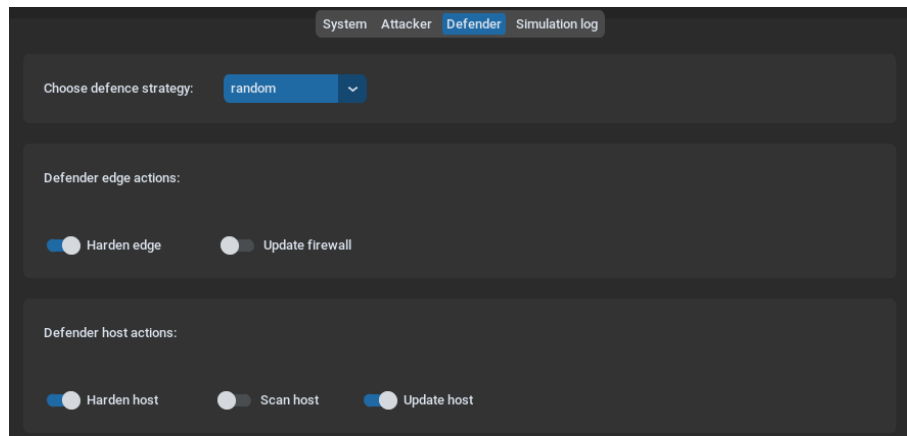 System Attacker Defender Simulation log
Choose defence strategy: random
Defender edge actions:
Harden edge Update firewall
Defender host actions:
Harden host Scan host Update host